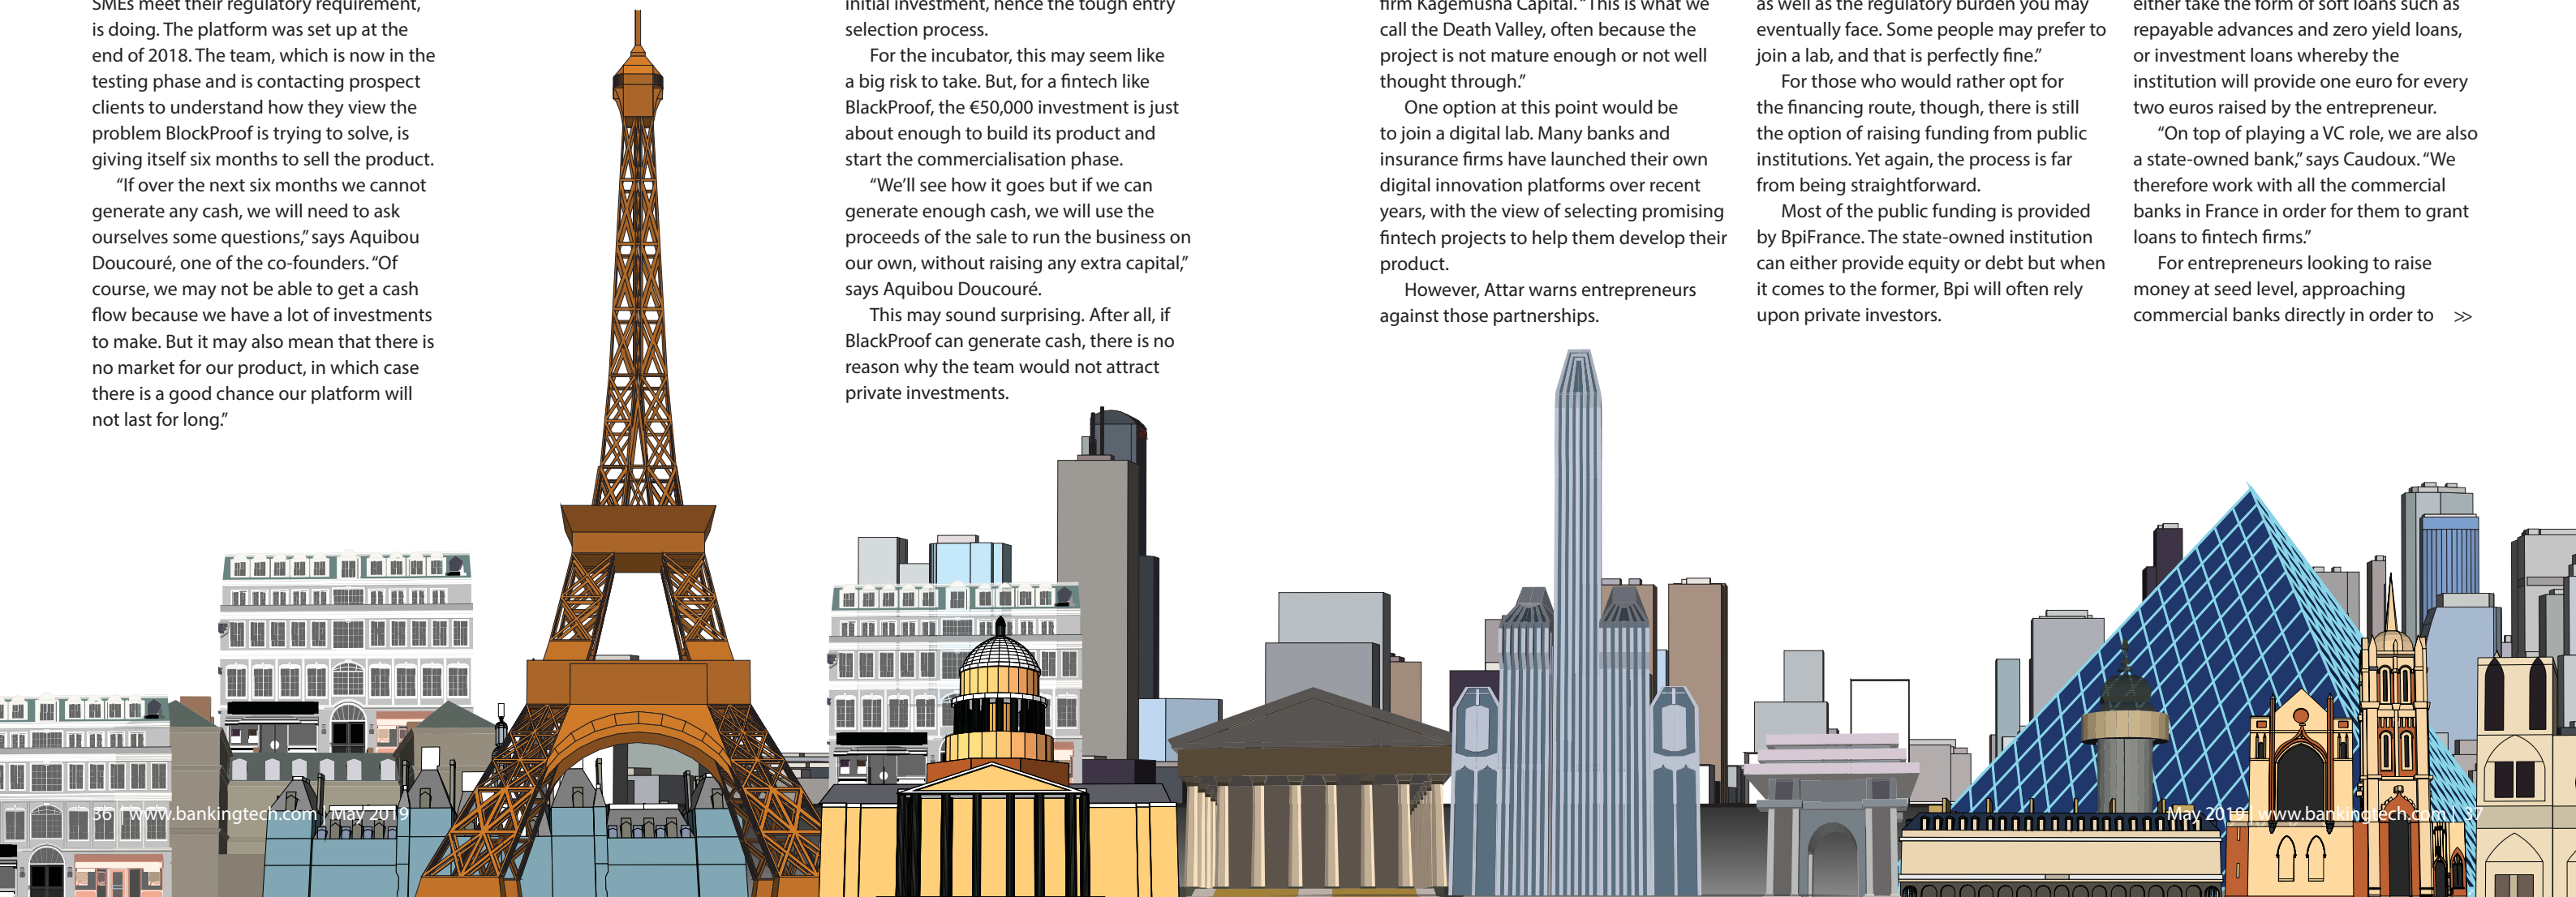 SMEs meet their regulatory requirement,
is doing. The platform was set up at the
end of 2018. The team, which is now in the
testing phase and is contacting prospect
clients to understand how they view the
problem BlockProof is trying to solve, is
giving itself six months to sell the product.
“If over the next six months we cannot
generate any cash, we will need to ask
ourselves some questions,” says Aquibou
Doucouré, one of the co-founders. “Of
course, we may not be able to get a cash
flow because we have a lot of investments
to make. But it may also mean that there is
no market for our product, in which case
there is a good chance our platform will
not last for long.”
initial investment, hence the tough entry
selection process.
For the incubator, this may seem like
a big risk to take. But, for a fintech like
BlackProof, the €50,000 investment is just
about enough to build its product and
start the commercialisation phase.
“We’ll see how it goes but if we can
generate enough cash, we will use the
proceeds of the sale to run the business on
our own, without raising any extra capital,”
says Aquibou Doucouré.
This may sound surprising. After all, if
BlackProof can generate cash, there is no
reason why the team would not attract
private investments.
firm Kagemusha Capital. “This is what we
call the Death Valley, often because the
project is not mature enough or not well
thought through.”
One option at this point would be
to join a digital lab. Many banks and
insurance firms have launched their own
digital innovation platforms over recent
years, with the view of selecting promising
fintech projects to help them develop their
product.
However, Attar warns entrepreneurs
against those partnerships.
as well as the regulatory burden you may
eventually face. Some people may prefer to
join a lab, and that is perfectly fine.”
For those who would rather opt for
the financing route, though, there is still
the option of raising funding from public
institutions. Yet again, the process is far
from being straightforward.
Most of the public funding is provided
by BpiFrance. The state-owned institution
can either provide equity or debt but when
it comes to the former, Bpi will often rely
upon private investors.
either take the form of soft loans such as
repayable advances and zero yield loans,
or investment loans whereby the
institution will provide one euro for every
two euros raised by the entrepreneur.
“On top of playing a VC role, we are also
a state-owned bank,” says Caudoux. “We
therefore work with all the commercial
banks in France in order for them to grant
loans to fintech firms.”
For entrepreneurs looking to raise
money at seed level, approaching
commercial banks directly in order to >>
36 | www.bankingtech.com | May 2019
May 2019 | www.bankingtech.com | 37